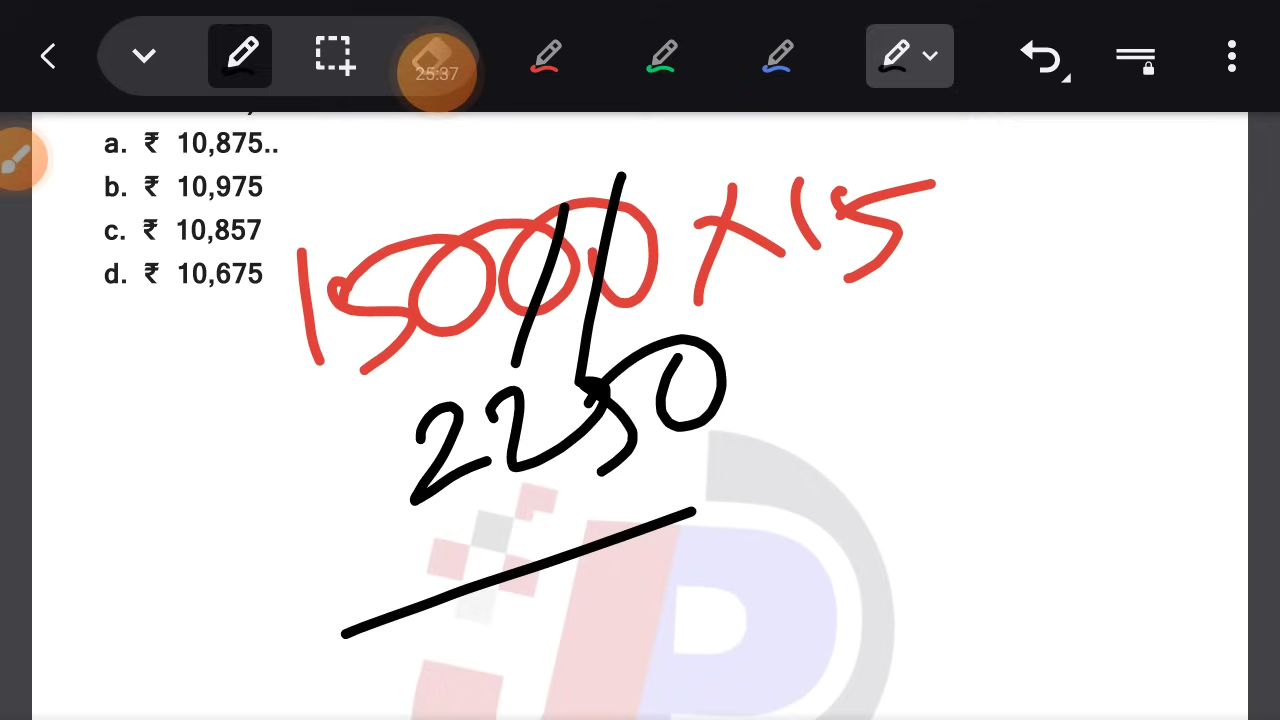 25:37
a. ₹ 10,875..
b. ₹ 10,975
c. ₹ 10,857
d. ₹ 10,675
15000 × 15
2250